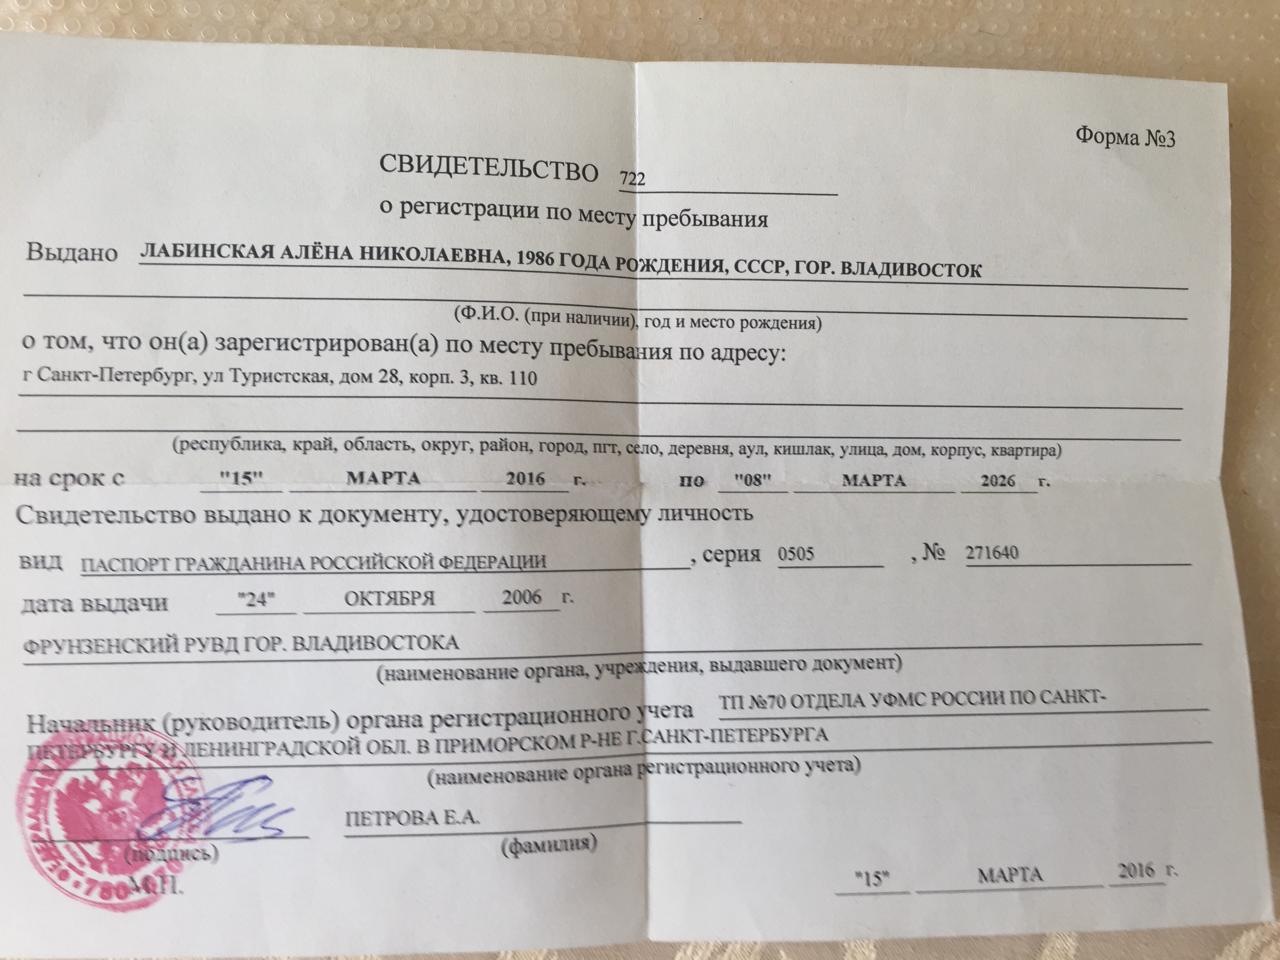 Форма №3
СВИДЕТЕЛЬСТВО 722
о регистрации по месту пребывания
Выдано ЛАБИНСКАЯ АЛЁНА НИКОЛАЕВНА, 1986 ГОДА РОЖДЕНИЯ, СССР, ГОР. ВЛАДИВОСТОК
(Ф.И.О. (при наличии), год и место рождения)
о том, что он(а) зарегистрирован(а) по месту пребывания по адресу:
г Санкт-Петербург, ул Туристская, дом 28, корп. 3, кв. 110
(республика, край, область, округ, район, город, пгт, село, деревня, аул, кишлак, улица, дом, корпус, квартира)
на срок с "15" МАРТА 2016 г. по "08" МАРТА 2026 г.
Свидетельство выдано к документу, удостоверяющему личность
вид ПАСПОРТ ГРАЖДАНИНА РОССИЙСКОЙ ФЕДЕРАЦИИ, серия 0505, № 271640
дата выдачи "24" ОКТЯБРЯ 2006 г.
ФРУНЗЕНСКИЙ РУВД ГОР. ВЛАДИВОСТОКА
(наименование органа, учреждения, выдавшего документ)
Начальник (руководитель) органа регистрационного учета ТП №70 ОТДЕЛА УФМС РОССИИ ПО САНКТ-
ПЕТЕРБУРГУ И ЛЕНИНГРАДСКОЙ ОБЛ. В ПРИМОРСКОМ Р-НЕ Г.САНКТ-ПЕТЕРБУРГА
(наименование органа регистрационного учета)
ПЕТРОВА Е.А.
(подпись) (фамилия)
М.П.
"15" МАРТА 2016 г.